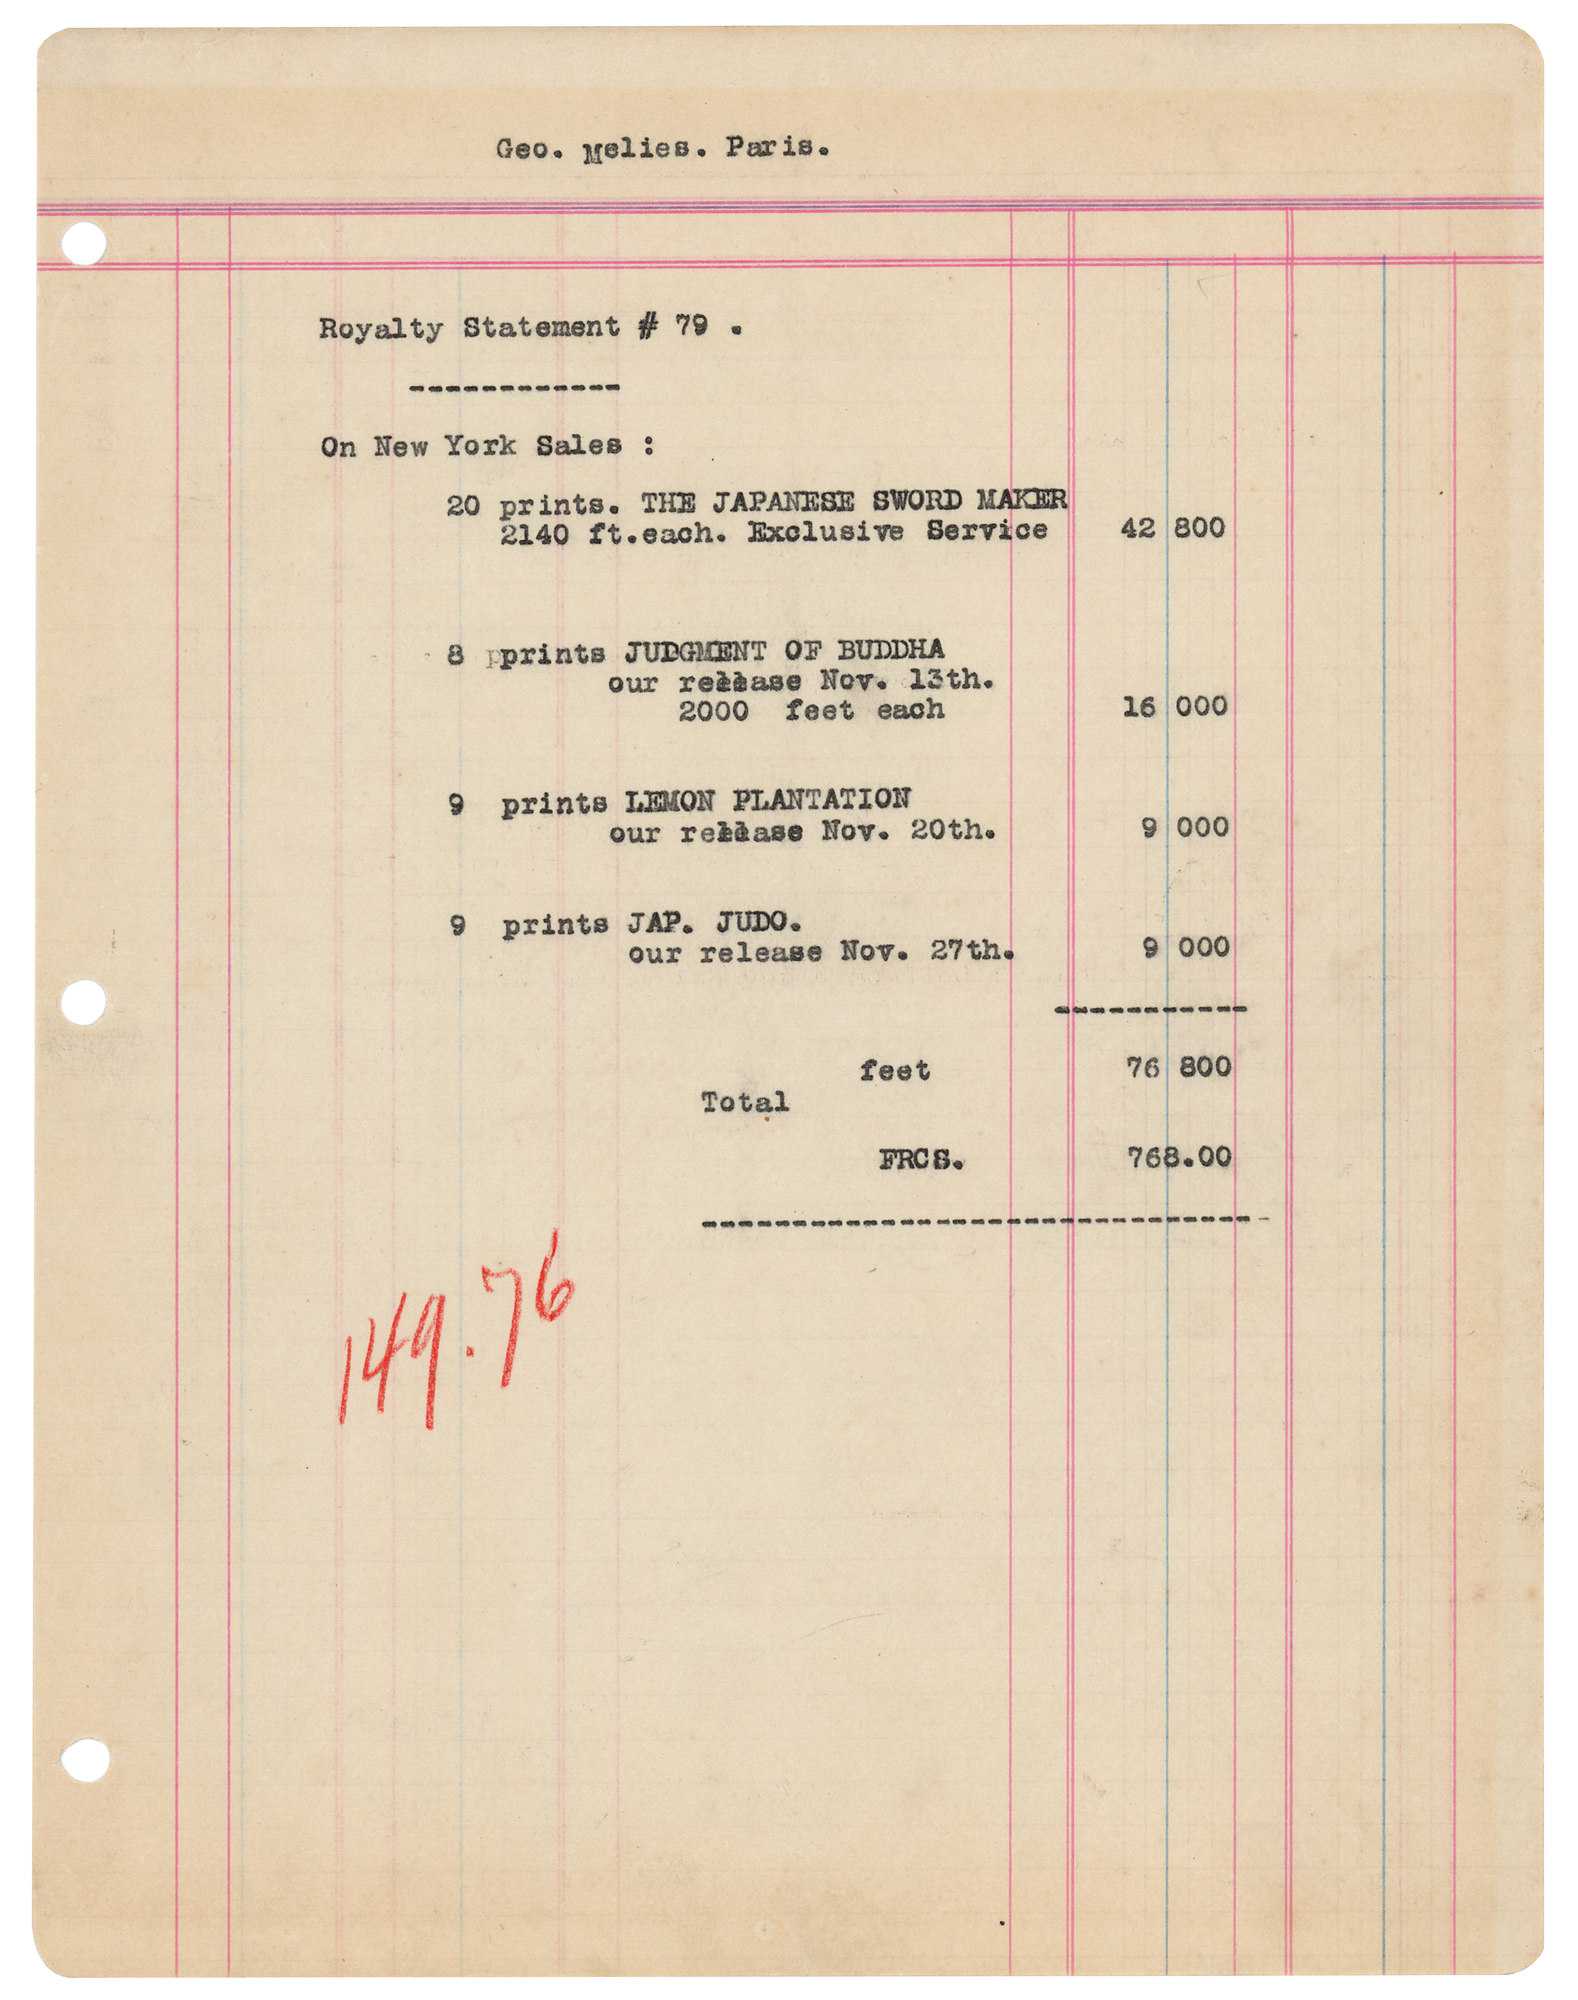 Geo. Melies. Paris.
Royalty Statement # 79 .
------------
On New York Sales :
20 prints. THE JAPANESE SWORD MAKER
2140 ft.each. Exclusive Service 42 800
8 pprints JUDGMENT OF BUDDHA
our release Nov. 13th.
2000 feet each 16 000
9 prints LEMON PLANTATION
our release Nov. 20th. 9 000
9 prints JAP. JUDO.
our release Nov. 27th. 9 000
-----------
feet 76 800
Total
FRCS. 768.00
--------------------------------
149.76